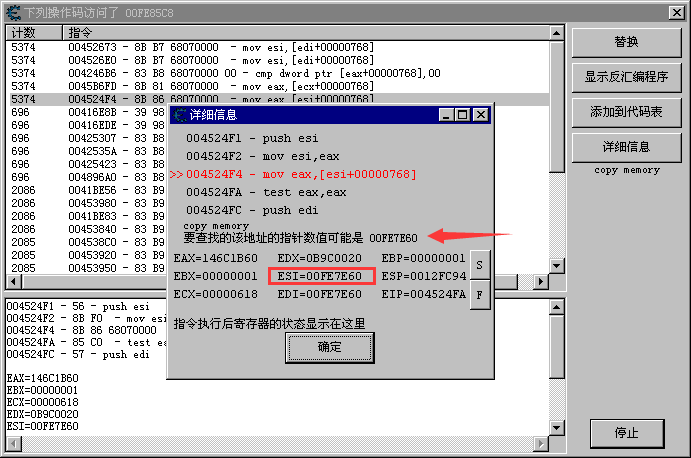 下列操作码访问了 00FE85C8
计数 指令
5374 00452673 - 8B B7 68070000 - mov esi,[edi+00000768]
5374 004526E0 - 8B B7 68070000 - mov esi,[edi+00000768]
5374 004246B6 - 83 B8 68070000 00 - cmp dword ptr [eax+00000768],00
5374 0045B6FD - 8B 81 68070000 - mov eax,[ecx+00000768]
5374 004524F4 - 8B 86 68070000 - mov eax,[esi+00000768]
696 00416E8B - 39 98
696 00416EDE - 39 98
696 00425307 - 83 B8
696 0042535A - 83 B8
696 00425423 - 83 B8
696 004896A0 - 83 B8
2086 0041BE56 - 83 B9
2086 00453980 - 83 B9
2086 0041BE83 - 83 B9
2086 00453840 - 83 B9
2086 004538C0 - 83 B9
2086 00453920 - 83 B9
替换
显示反汇编程序
添加到代码表
详细信息
copy memory
停止
详细信息
004524F1 - push esi
004524F2 - mov esi,eax
>> 004524F4 - mov eax,[esi+00000768]
004524FA - test eax,eax
004524FC - push edi
copy memory
要查找的该地址的指针数值可能是 00FE7E60
EAX=146C1B60 EDX=0B9C0020 EBP=00000001
EBX=00000001 ESI=00FE7E60 ESP=0012FC94
ECX=00000618 EDI=00FE7E60 EIP=004524FA
S
F
指令执行后寄存器的状态显示在这里
确定
004524F1 - 56 - push esi
004524F2 - 8B F0 - mov esi
004524F4 - 8B 86 68070000
004524FA - 85 C0 - test ea
004524FC - 57 - push edi
EAX=146C1B60
EBX=00000001
ECX=00000618
EDX=0B9C0020
ESI=00FE7E60